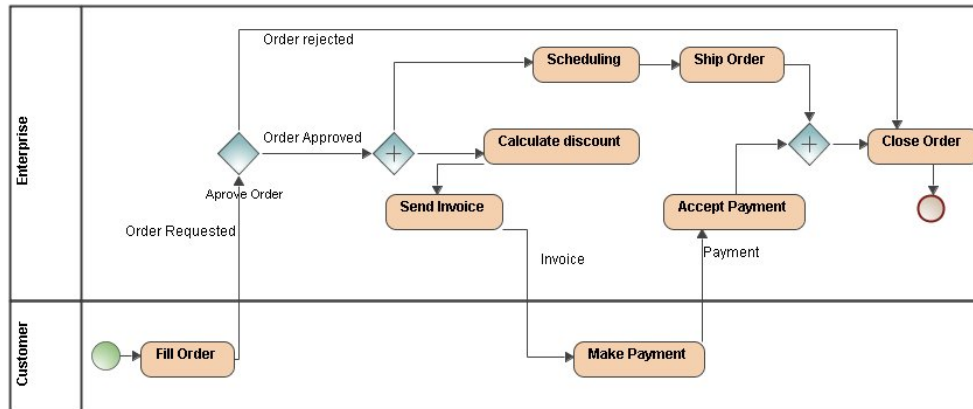 Enterprise
Order rejected
Scheduling
Ship Order
Order Approved
Calculate discount
Close Order
Aprove Order
Send Invoice
Accept Payment
Order Requested
Invoice
Payment
Customer
Fill Order
Make Payment